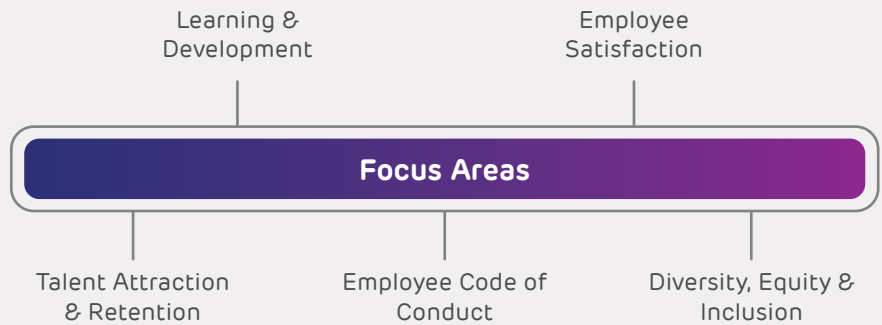 Learning &
Development
Employee
Satisfaction
Focus Areas
Talent Attraction
& Retention
Employee Code of
Conduct
Diversity, Equity &
Inclusion